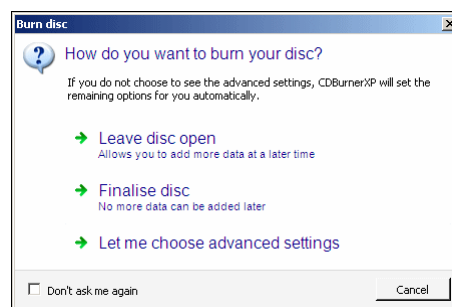 Burn disc
How do you want to burn your disc?
If you do not choose to see the advanced settings, CDBurnerXP will set the
remaining options for you automatically.
Leave disc open
Allows you to add more data at a later time
Finalise disc
No more data can be added later
Let me choose advanced settings
Don't ask me again
Cancel